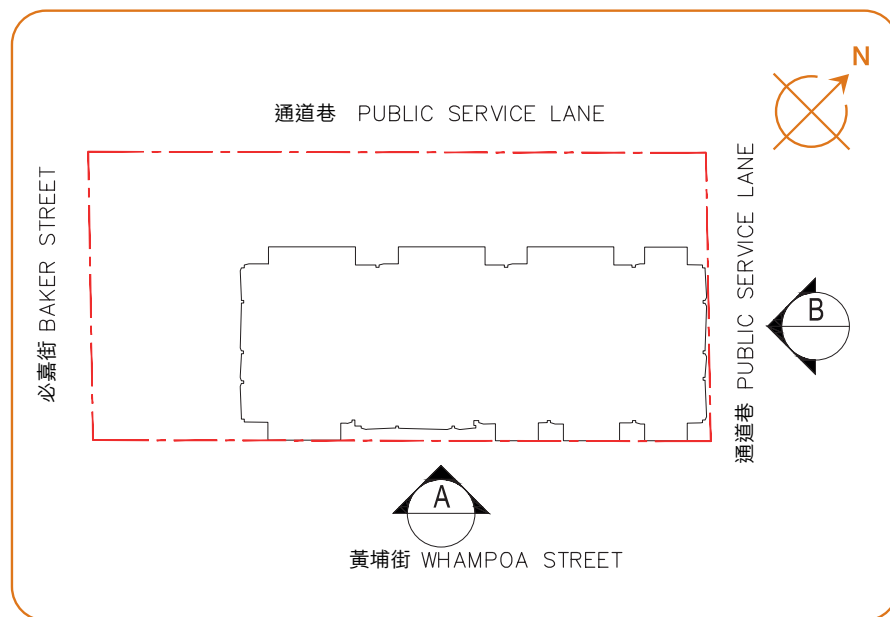 N
通道巷 PUBLIC SERVICE LANE
必嘉街 BAKER STREET
通道巷 PUBLIC SERVICE LANE
B
A
黃埔街 WHAMPOA STREET